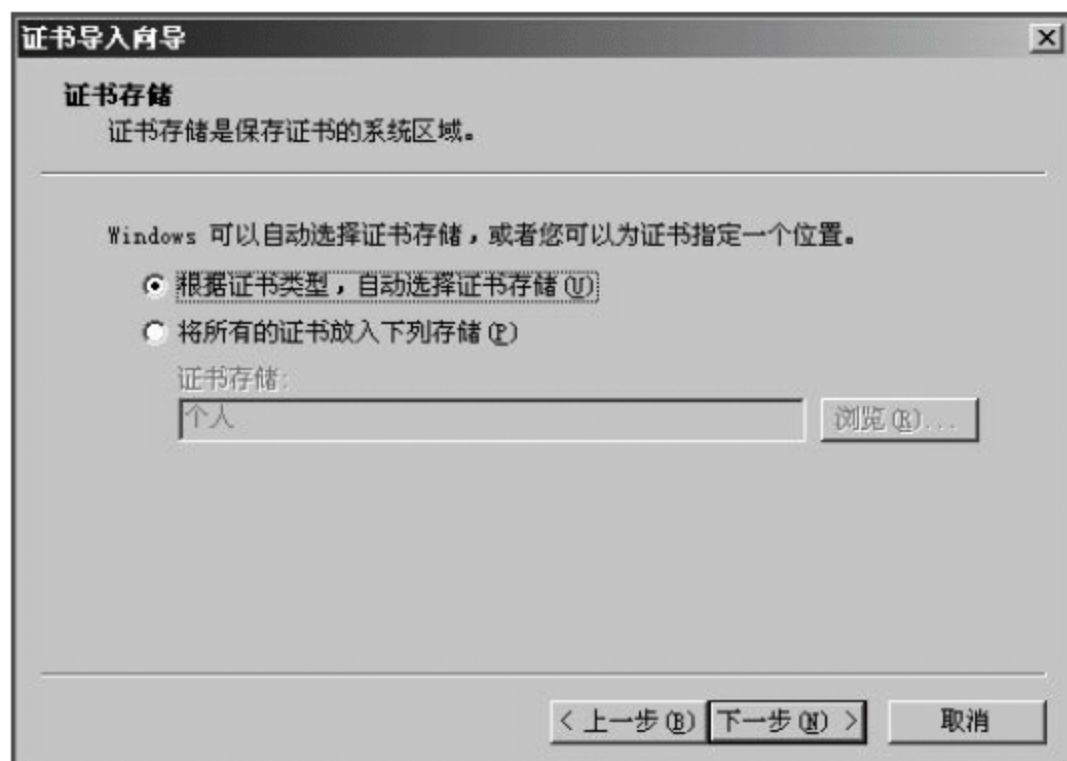 证书导入向导
证书存储
证书存储是保存证书的系统区域。
Windows 可以自动选择证书存储，或者您可以为证书指定一个位置。
根据证书类型，自动选择证书存储(U)
将所有的证书放入下列存储(P)
证书存储:
个人
浏览(R)...
< 上一步(B)
下一步(N) >
取消